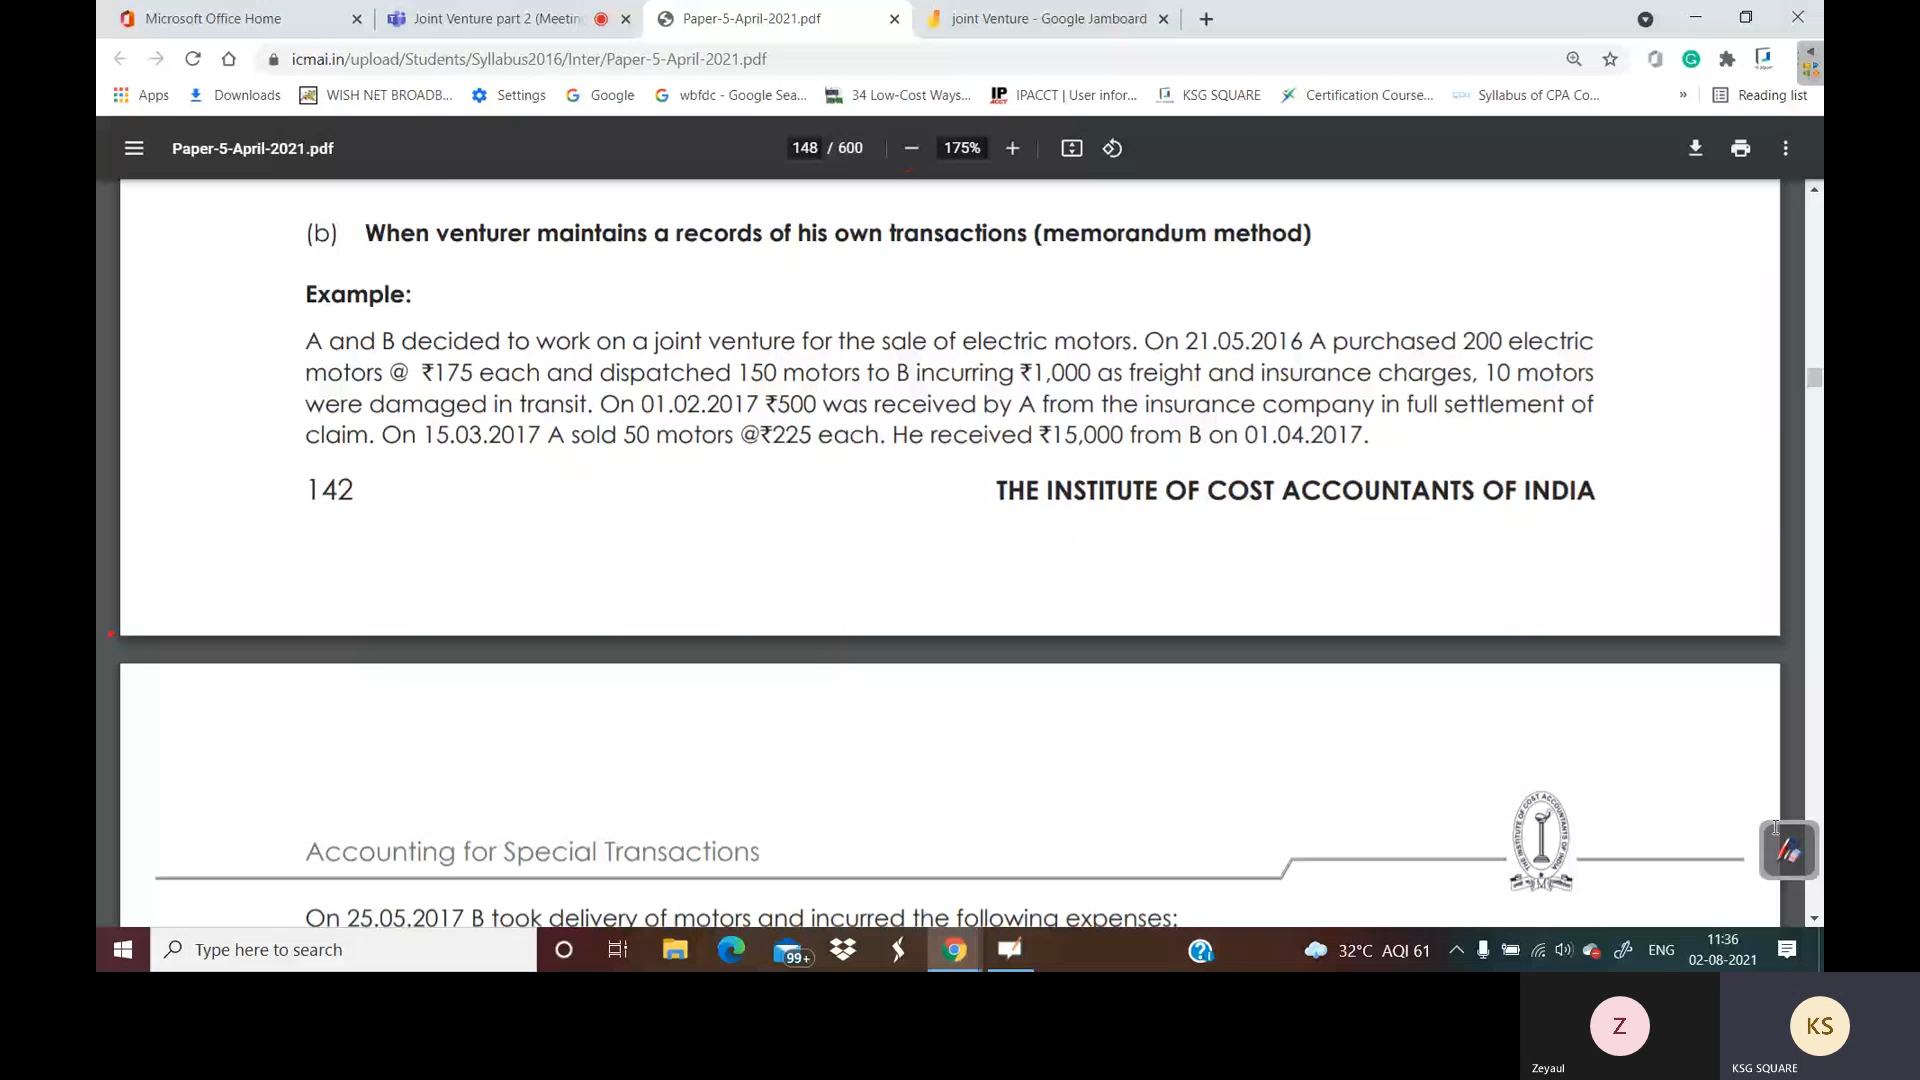 Microsoft Office Home
Joint Venture part 2 (Meetin
Paper-5-April-2021.pdf
joint Venture - Google Jamboard
icmai.in/upload/Students/Syllabus2016/Inter/Paper-5-April-2021.pdf
Apps Downloads WISH NET BROADB... Settings Google wbfdc - Google Sea... 34 Low-Cost Ways... IPACCT | User infor... KSG SQUARE Certification Course... Syllabus of CPA Co... » Reading list
Paper-5-April-2021.pdf 148 / 600 — 175% +
(b) When venturer maintains a records of his own transactions (memorandum method)
Example:
A and B decided to work on a joint venture for the sale of electric motors. On 21.05.2016 A purchased 200 electric
motors @ ₹175 each and dispatched 150 motors to B incurring ₹1,000 as freight and insurance charges, 10 motors
were damaged in transit. On 01.02.2017 ₹500 was received by A from the insurance company in full settlement of
claim. On 15.03.2017 A sold 50 motors @₹225 each. He received ₹15,000 from B on 01.04.2017.
142 THE INSTITUTE OF COST ACCOUNTANTS OF INDIA
Accounting for Special Transactions
On 25.05.2017 B took delivery of motors and incurred the following expenses:
Type here to search
99+
32°C AQI 61 ENG
11:36
02-08-2021
Z
KS
Zeyaul
KSG SQUARE